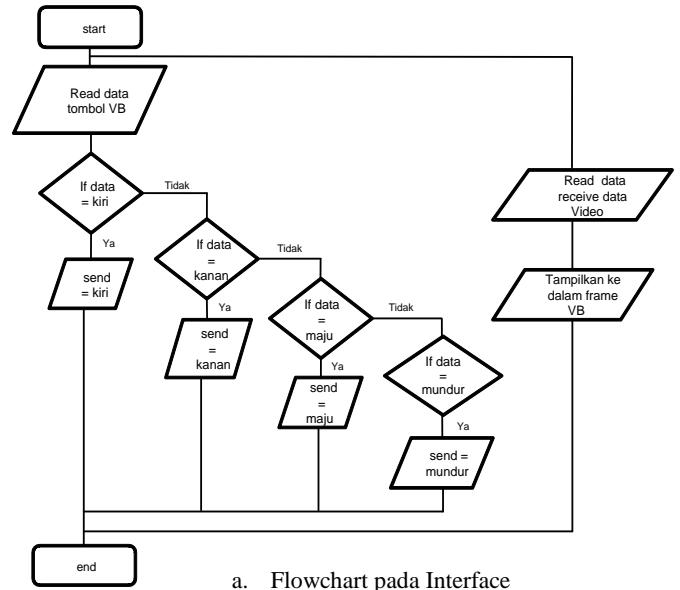 start
Read data
tombol VB
If data
= kiri
Tidak
Ya
send
= kiri
If data
=
kanan
Tidak
Ya
send
=
kanan
If data
=
maju
Tidak
Ya
send
=
maju
If data
=
mundur
Ya
send =
mundur
Read data
receive data
Video
Tampilkan ke
dalam frame
VB
end
a. Flowchart pada Interface